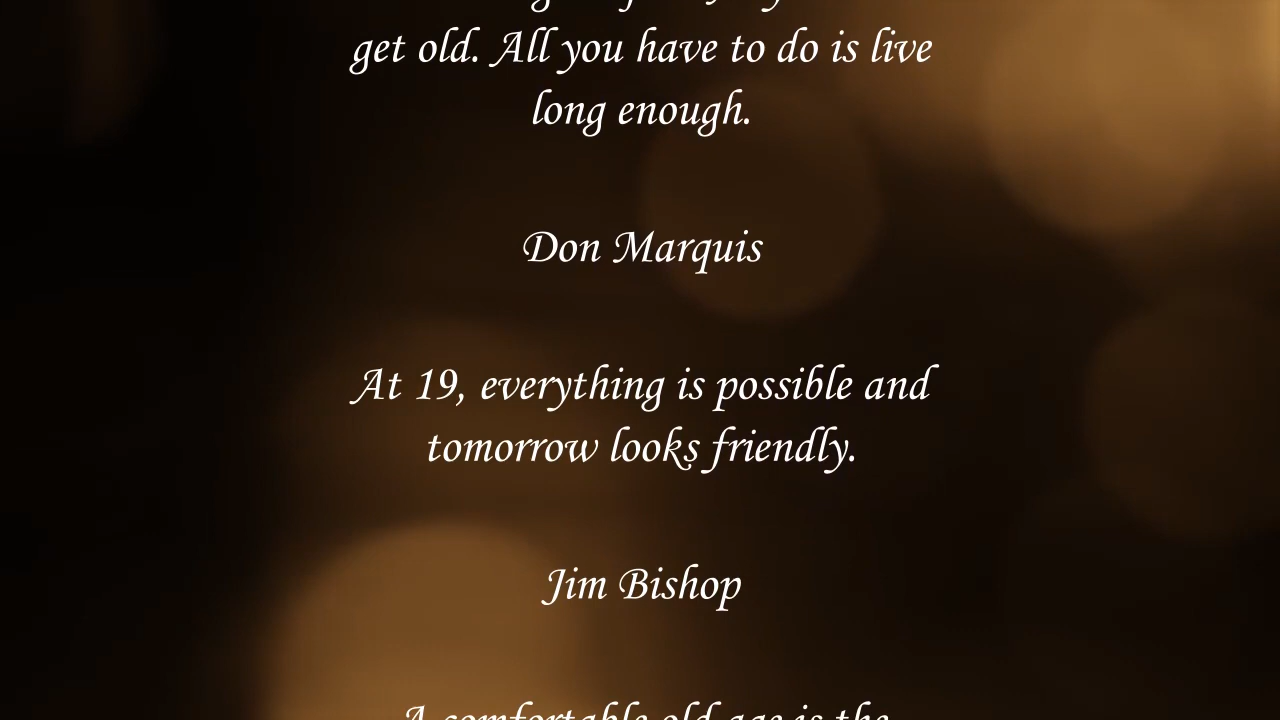 get old. All you have to do is live
long enough.
Don Marquis
At 19, everything is possible and
tomorrow looks friendly.
Jim Bishop
A comfortable old age is the